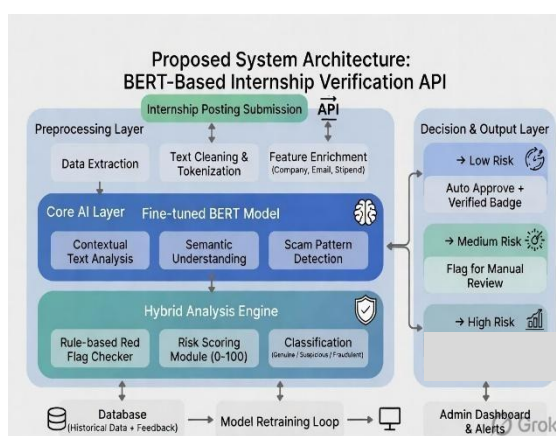 Proposed System Architecture:
BERT-Based Internship Verification API
Internship Posting Submission
API
Preprocessing Layer
Data Extraction
Text Cleaning &
Tokenization
Feature Enrichment
(Company, Email, Stipend)
Core AI Layer
Fine-tuned BERT Model
Contextual
Text Analysis
Semantic
Understanding
Scam Pattern
Detection
Hybrid Analysis Engine
Rule-based Red
Flag Checker
Risk Scoring
Module (0-100)
Classification
(Genuine / Suspicious / Fraudulent)
Decision & Output Layer
→ Low Risk
Auto Approve +
Verified Badge
→ Medium Risk
Flag for Manual
Review
→ High Risk
Database
(Historical Data + Feedback)
Model Retraining Loop
Admin Dashboard
& Alerts
Grok